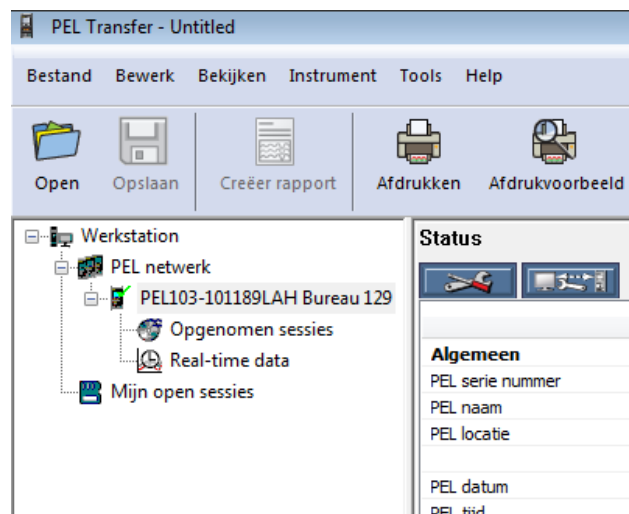 PEL Transfer - Untitled
Bestand Bewerk Bekijken Instrument Tools Help
Open Opslaan Creëer rapport Afdrukken Afdrukvoorbeeld
Werkstation
PEL netwerk
PEL103-101189LAH Bureau 129
Opgenomen sessies
Real-time data
Mijn open sessies
Status
Algemeen
PEL serie nummer
PEL naam
PEL locatie
PEL datum
PEL tijd